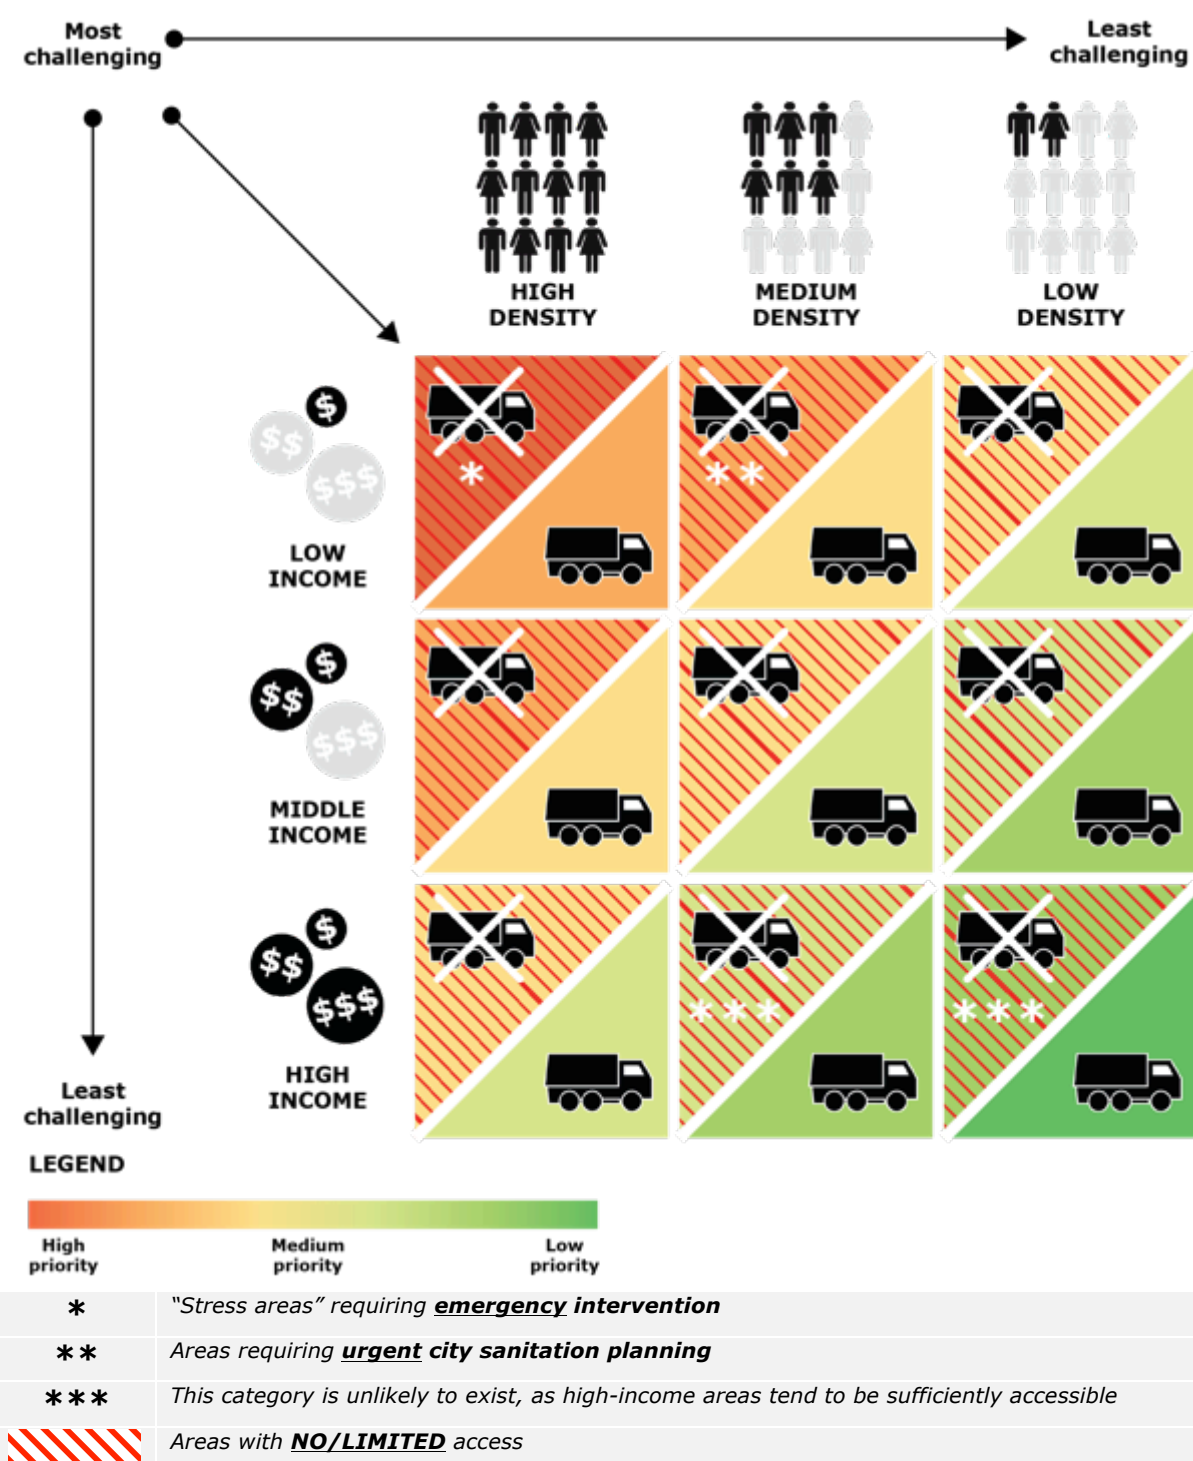 Most
challenging
Least
challenging
HIGH
DENSITY
MEDIUM
DENSITY
LOW
DENSITY
$
$$
$$$
LOW
INCOME
*
**
$
$$
$$$
MIDDLE
INCOME
$
$$
$$$
HIGH
INCOME
***
***
Least
challenging
LEGEND
High
priority
Medium
priority
Low
priority
* "Stress areas" requiring emergency intervention
** Areas requiring urgent city sanitation planning
*** This category is unlikely to exist, as high-income areas tend to be sufficiently accessible
Areas with NO/LIMITED access